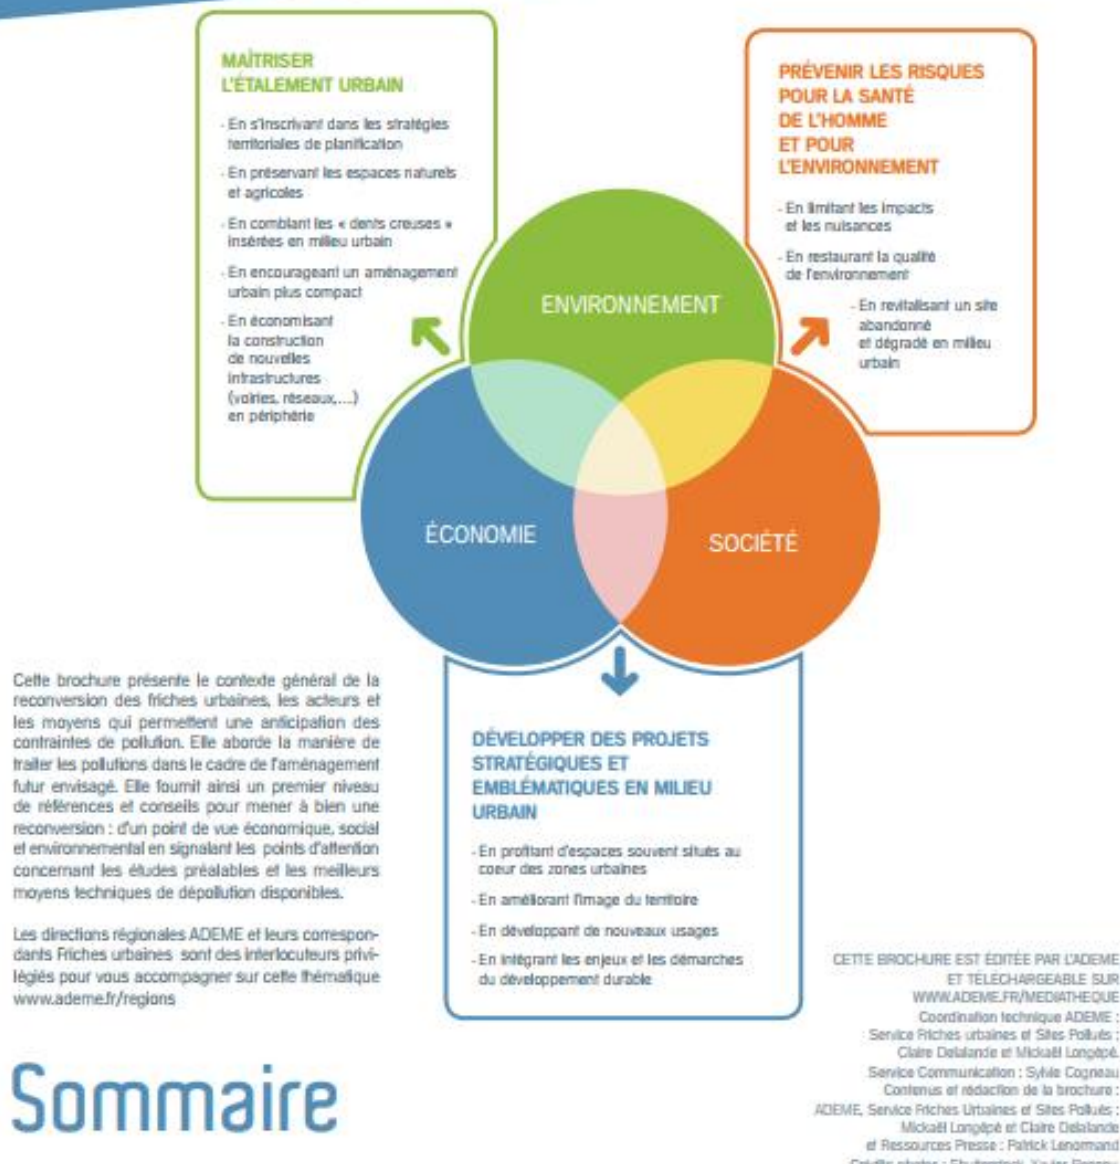 MAÎTRISER
L'ÉTALEMENT URBAIN
- En s'inscrivant dans les stratégies
territoriales de planification
- En préservant les espaces naturels
et agricoles
- En comblant les « dents creuses »
insérées en milieu urbain
- En encourageant un aménagement
urbain plus compact
- En économisant
la construction
de nouvelles
infrastructures
(voiries, réseaux,...)
en périphérie
PRÉVENIR LES RISQUES
POUR LA SANTÉ
DE L'HOMME
ET POUR
L'ENVIRONNEMENT
- En limitant les impacts
et les nuisances
- En restaurant la qualité
de l'environnement
- En revitalisant un site
abandonné
et dégradé en milieu
urbain
ENVIRONNEMENT
ÉCONOMIE
SOCIÉTÉ
Cette brochure présente le contexte général de la
reconversion des friches urbaines, les acteurs et
les moyens qui permettent une anticipation des
contraintes de pollution. Elle aborde la manière de
traiter les pollutions dans le cadre de l'aménagement
futur envisagé. Elle fournit ainsi un premier niveau
de références et conseils pour mener à bien une
reconversion : d'un point de vue économique, social
et environnemental en signalant les points d'attention
concernant les études préalables et les meilleurs
moyens techniques de dépollution disponibles.
Les directions régionales ADEME et leurs correspon-
dants Friches urbaines sont des interlocuteurs privi-
légiés pour vous accompagner sur cette thématique
www.ademe.fr/regions
DÉVELOPPER DES PROJETS
STRATÉGIQUES ET
EMBLÉMATIQUES EN MILIEU
URBAIN
- En profitant d'espaces souvent situés au
coeur des zones urbaines
- En améliorant l'image du territoire
- En développant de nouveaux usages
- En intégrant les enjeux et les démarches
du développement durable
CETTE BROCHURE EST ÉDITÉE PAR L'ADEME
ET TÉLÉCHARGEABLE SUR
WWW.ADEME.FR/MEDIATHEQUE
Coordination technique ADEME :
Service Friches urbaines et Sites Pollués :
Claire Delalande et Mickaël Longépé.
Service Communication : Sylvie Cogneau
Contenus et rédaction de la brochure :
ADEME, Service Friches Urbaines et Sites Pollués :
Mickaël Longépé et Claire Delalande
et Ressources Presse : Patrick Lenormand
Sommaire